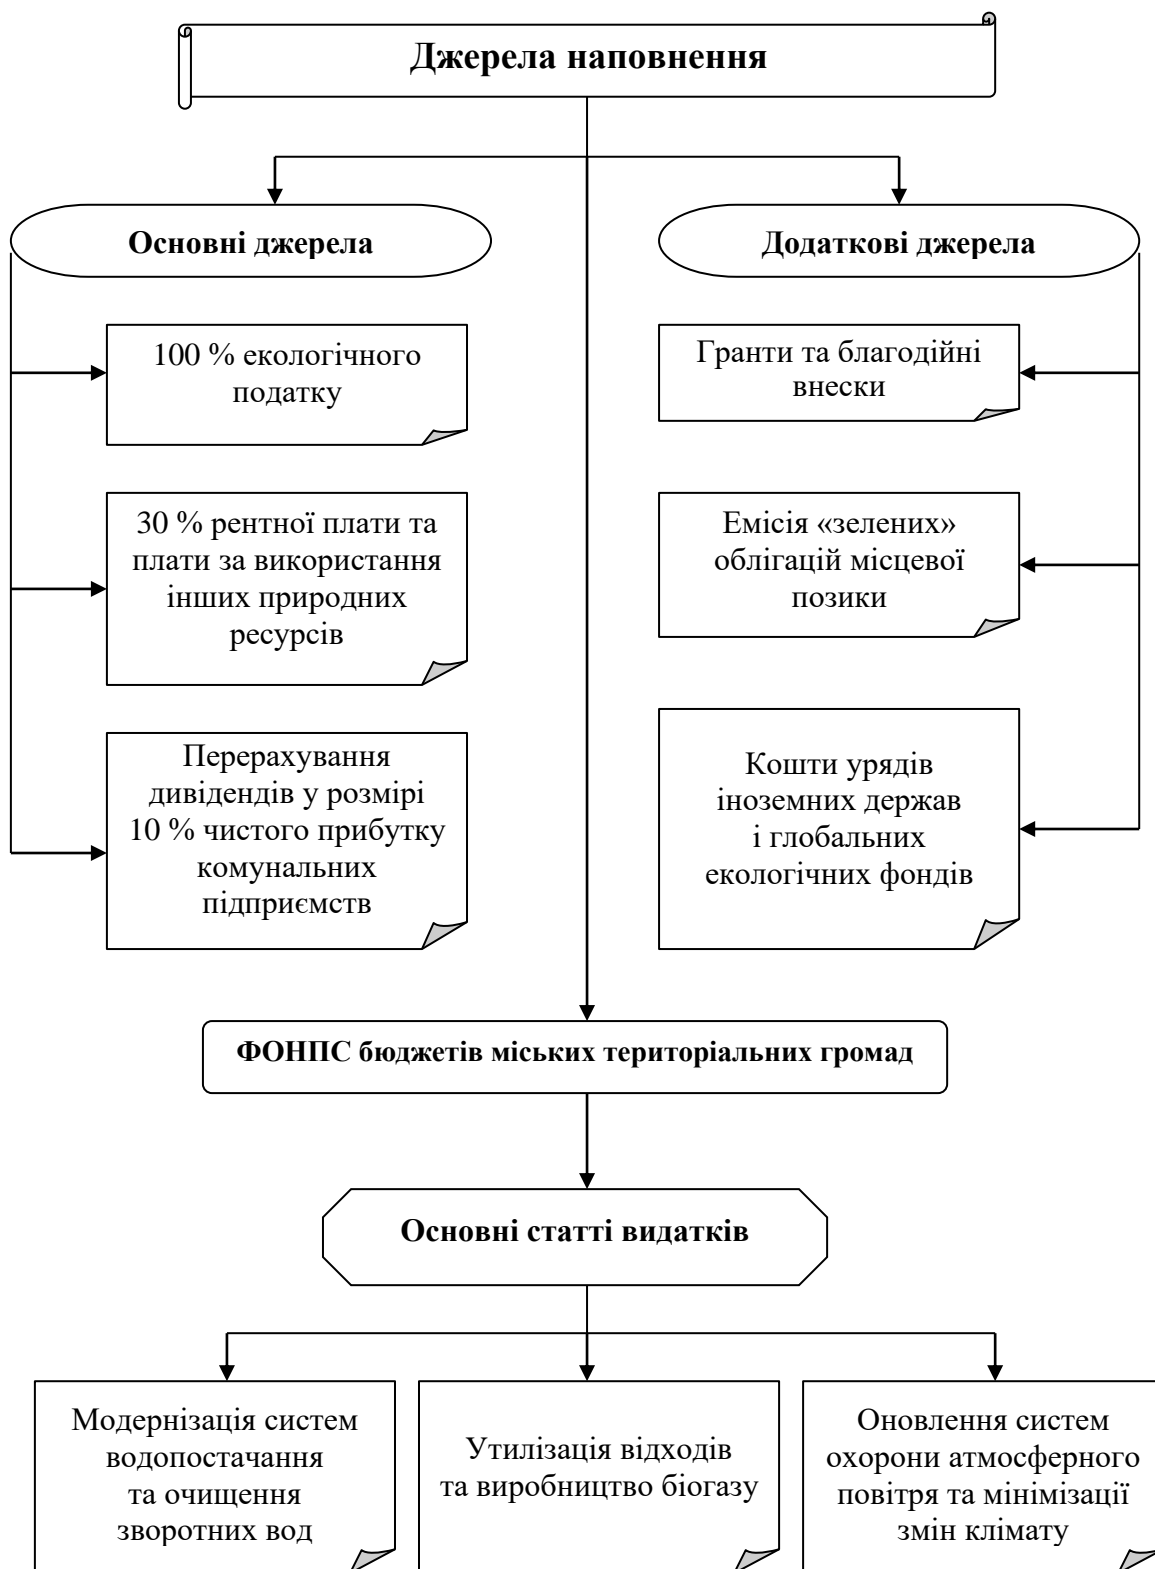 Джерела наповнення
Основні джерела
100 % екологічного
податку
30 % рентної плати та
плати за використання
інших природних
ресурсів
Перерахування
дивідендів у розмірі
10 % чистого прибутку
комунальних
підприємств
Додаткові джерела
Гранти та благодійні
внески
Емісія «зелених»
облігацій місцевої
позики
Кошти урядів
іноземних держав
і глобальних
екологічних фондів
ФОНПС бюджетів міських територіальних громад
Основні статті видатків
Модернізація систем
водопостачання
та очищення
зворотних вод
Утилізація відходів
та виробництво біогазу
Оновлення систем
охорони атмосферного
повітря та мінімізації
змін клімату